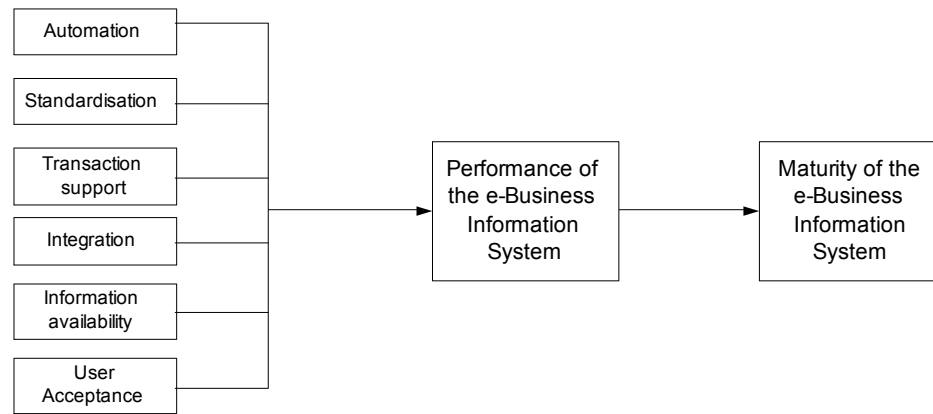 Automation
Standardisation
Transaction
support
Integration
Information
availability
User
Acceptance
Performance of
the e-Business
Information
System
Maturity of the
e-Business
Information
System